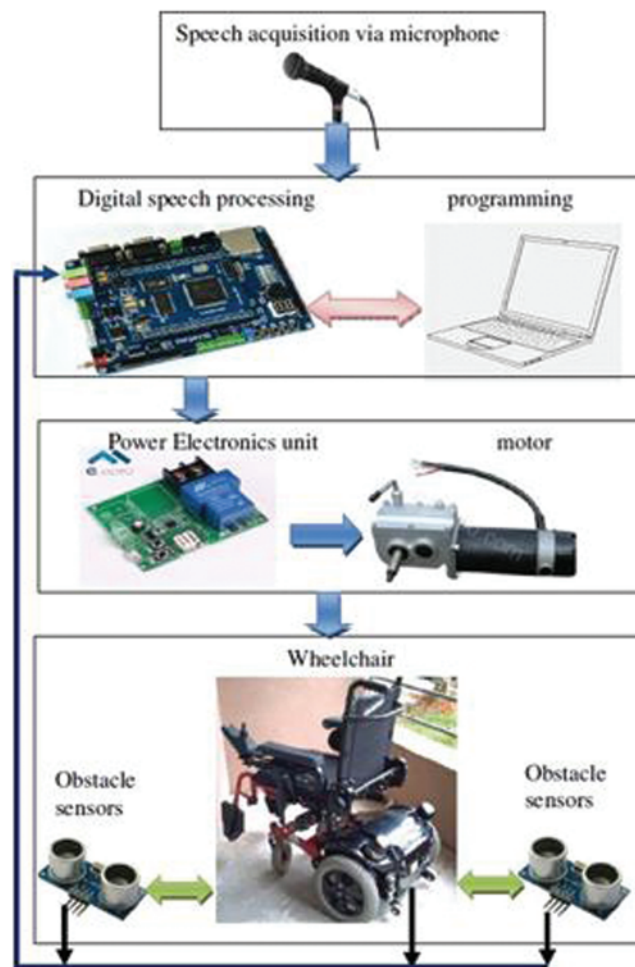 Speech acquisition via microphone
Digital speech processing
programming
Power Electronics unit
motor
Wheelchair
Obstacle
sensors
Obstacle
sensors